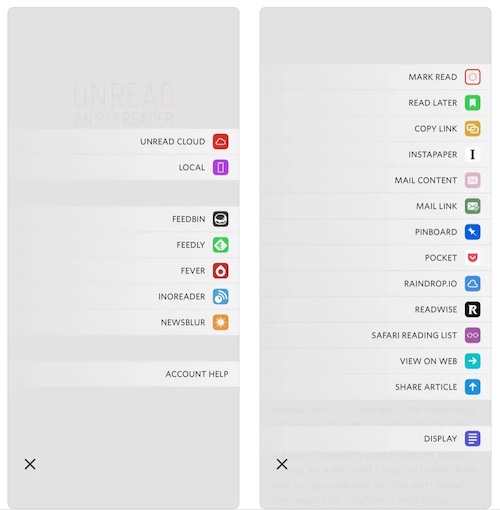 UNREAD
AN RSS READER
UNREAD CLOUD
LOCAL
FEEDBIN
FEEDLY
FEVER
INOREADER
NEWSBLUR
ACCOUNT HELP
MARK READ
READ LATER
COPY LINK
INSTAPAPER
MAIL CONTENT
MAIL LINK
PINBOARD
POCKET
RAINDROP.IO
READWISE
SAFARI READING LIST
VIEW ON WEB
SHARE ARTICLE
DISPLAY